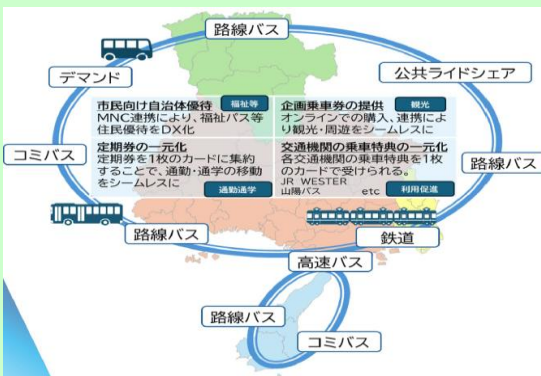 路線バス
デマンド
公共ライドシェア
市民向け自治体優待 福祉等
MNC連携により、福祉バス等
住民優待をDX化
企画乗車券の提供 観光
オンラインでの購入、連携によ
り観光・周遊をシームレスに
定期券の一元化
定期券を1枚のカードに集約
することで、通勤・通学の移動
をシームレスに 通勤通学
交通機関の乗車特典の一元化
各交通機関の乗車特典を1枚
のカードで受けられる。
JR WESTER
山陽バス etc 利用促進
コミバス
路線バス
路線バス
鉄道
高速バス
路線バス
コミバス